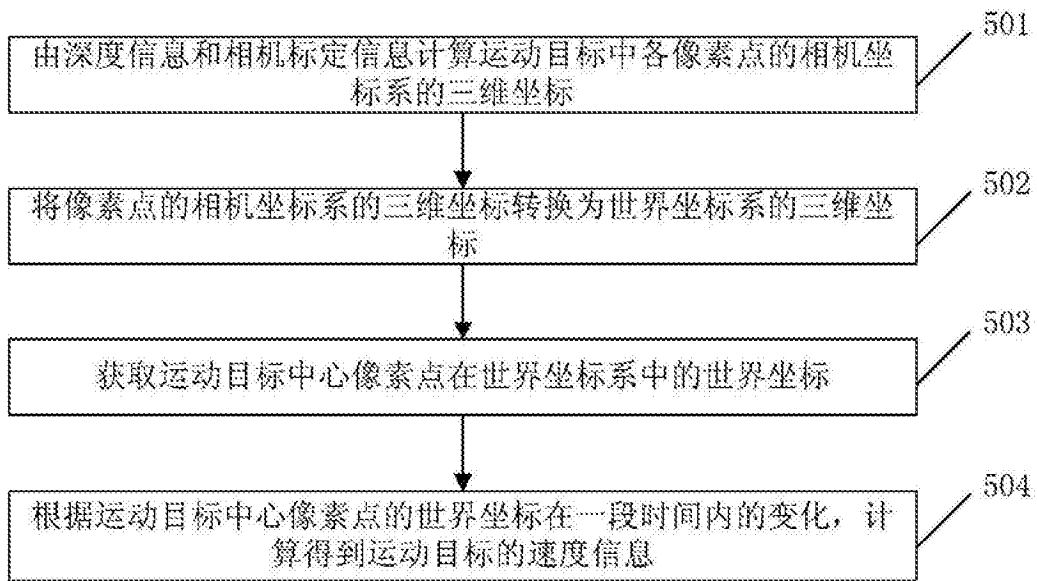 501
由深度信息和相机标定信息计算运动目标中各像素点的相机坐
标系的三维坐标
502
将像素点的相机坐标系的三维坐标转换为世界坐标系的三维坐
标
503
获取运动目标中心像素点在世界坐标系中的世界坐标
504
根据运动目标中心像素点的世界坐标在一段时间内的变化，计
算得到运动目标的速度信息